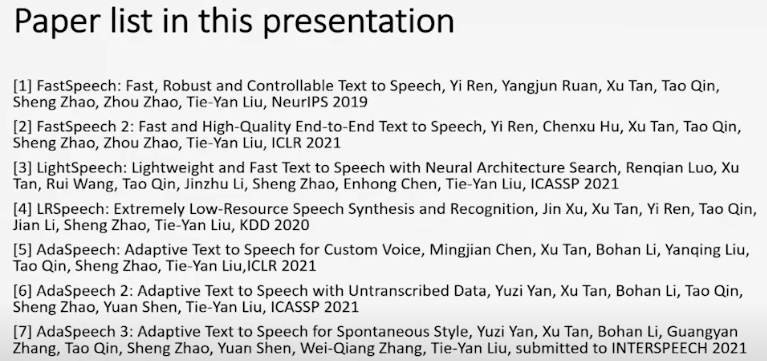 Paper list in this presentation
[1] FastSpeech: Fast, Robust and Controllable Text to Speech, Yi Ren, Yangjun Ruan, Xu Tan, Tao Qin,
Sheng Zhao, Zhou Zhao, Tie-Yan Liu, NeurIPS 2019
[2] FastSpeech 2: Fast and High-Quality End-to-End Text to Speech, Yi Ren, Chenxu Hu, Xu Tan, Tao Qin,
Sheng Zhao, Zhou Zhao, Tie-Yan Liu, ICLR 2021
[3] LightSpeech: Lightweight and Fast Text to Speech with Neural Architecture Search, Renqian Luo, Xu
Tan, Rui Wang, Tao Qin, Jinzhu Li, Sheng Zhao, Enhong Chen, Tie-Yan Liu, ICASSP 2021
[4] LRSpeech: Extremely Low-Resource Speech Synthesis and Recognition, Jin Xu, Xu Tan, Yi Ren, Tao Qin,
Jian Li, Sheng Zhao, Tie-Yan Liu, KDD 2020
[5] AdaSpeech: Adaptive Text to Speech for Custom Voice, Mingjian Chen, Xu Tan, Bohan Li, Yanqing Liu,
Tao Qin, Sheng Zhao, Tie-Yan Liu,ICLR 2021
[6] AdaSpeech 2: Adaptive Text to Speech with Untranscribed Data, Yuzi Yan, Xu Tan, Bohan Li, Tao Qin,
Sheng Zhao, Yuan Shen, Tie-Yan Liu, ICASSP 2021
[7] AdaSpeech 3: Adaptive Text to Speech for Spontaneous Style, Yuzi Yan, Xu Tan, Bohan Li, Guangyan
Zhang, Tao Qin, Sheng Zhao, Yuan Shen, Wei-Qiang Zhang, Tie-Yan Liu, submitted to INTERSPEECH 2021